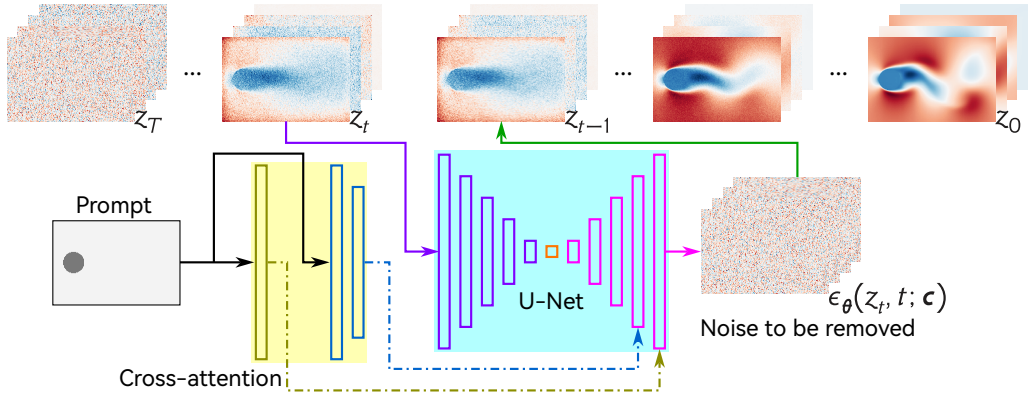 z_T
...
z_t
z_{t−1}
...
...
z_0
Prompt
U-Net
ϵ_θ(z_t, t; c)
Noise to be removed
Cross-attention